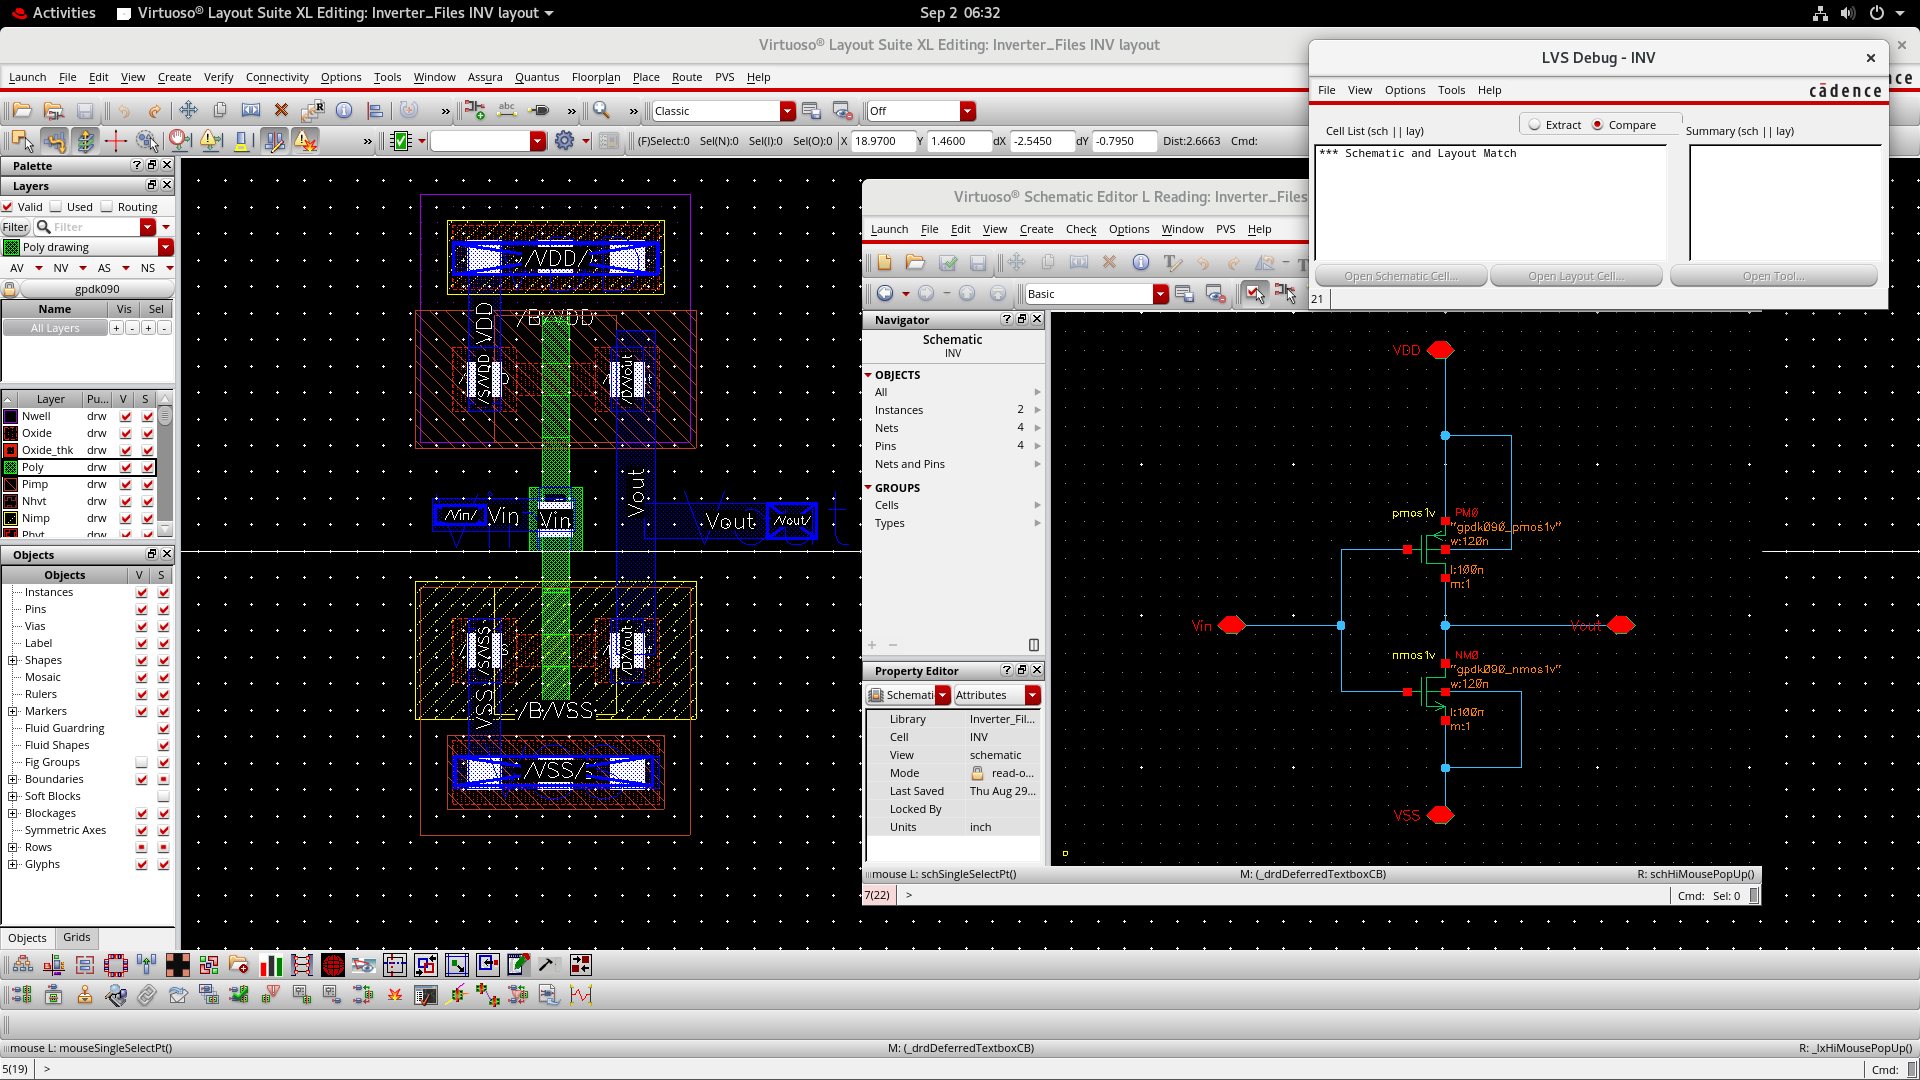 Activities
Virtuoso® Layout Suite XL Editing: Inverter_Files INV layout
Sep 2 06:32
Virtuoso® Layout Suite XL Editing: Inverter_Files INV layout
Launch File Edit View Create Verify Connectivity Options Tools Window Assura Quantus Floorplan Place Route PVS Help
Classic
Off
(F)Select:0 Sel(N):0 Sel(I):0 Sel(O):0 X 18.9700 Y 1.4600 dX -2.5450 dY -0.7950 Dist:2.6663 Cmd:
Palette
Layers
Valid Used Routing
Filter Filter
Poly drawing
AV NV AS NS
gpdk090
Name Vis Sel
All Layers + - + -
Layer Pu... V S
Nwell drw
Oxide drw
Oxide_thk drw
Poly drw
Pimp drw
Nhvt drw
Nimp drw
Phvt drw
Objects
Objects V S
Instances
Pins
Vias
Label
Shapes
Mosaic
Rulers
Markers
Fluid Guardring
Fluid Shapes
Fig Groups
Boundaries
Soft Blocks
Blockages
Symmetric Axes
Rows
Glyphs
Objects Grids
/VDD/
VDD
/B/VDD
/S/VDD
/D/Vout
Vout
/Vin/ Vin Vin
Vout /Vout/
/S/VSS
/D/Vout
VSS
/B/VSS
/VSS/
LVS Debug - INV
File View Options Tools Help
cādence
Cell List (sch || lay)
Extract Compare
Summary (sch || lay)
*** Schematic and Layout Match
Open Schematic Cell...
Open Layout Cell...
Open Tool...
21
Virtuoso® Schematic Editor L Reading: Inverter_Files
Launch File Edit View Create Check Options Window PVS Help
Basic
Navigator
Schematic
INV
OBJECTS
All
Instances 2
Nets 4
Pins 4
Nets and Pins
GROUPS
Cells
Types
Property Editor
Schemati Attributes
Library Inverter_Fil...
Cell INV
View schematic
Mode read-o...
Last Saved Thu Aug 29...
Locked By
Units inch
VDD
pmos1v PM0
"gpdk090_pmos1v"
w:120n
l:100n
m:1
Vin
Vout
nmos1v NM0
"gpdk090_nmos1v"
w:120n
l:100n
m:1
VSS
mouse L: schSingleSelectPt() M: (_drdDeferredTextboxCB) R: schHiMousePopUp()
7(22) > Cmd: Sel: 0
mouse L: mouseSingleSelectPt() M: (_drdDeferredTextboxCB) R: _lxHiMousePopUp()
5(19) > Cmd: